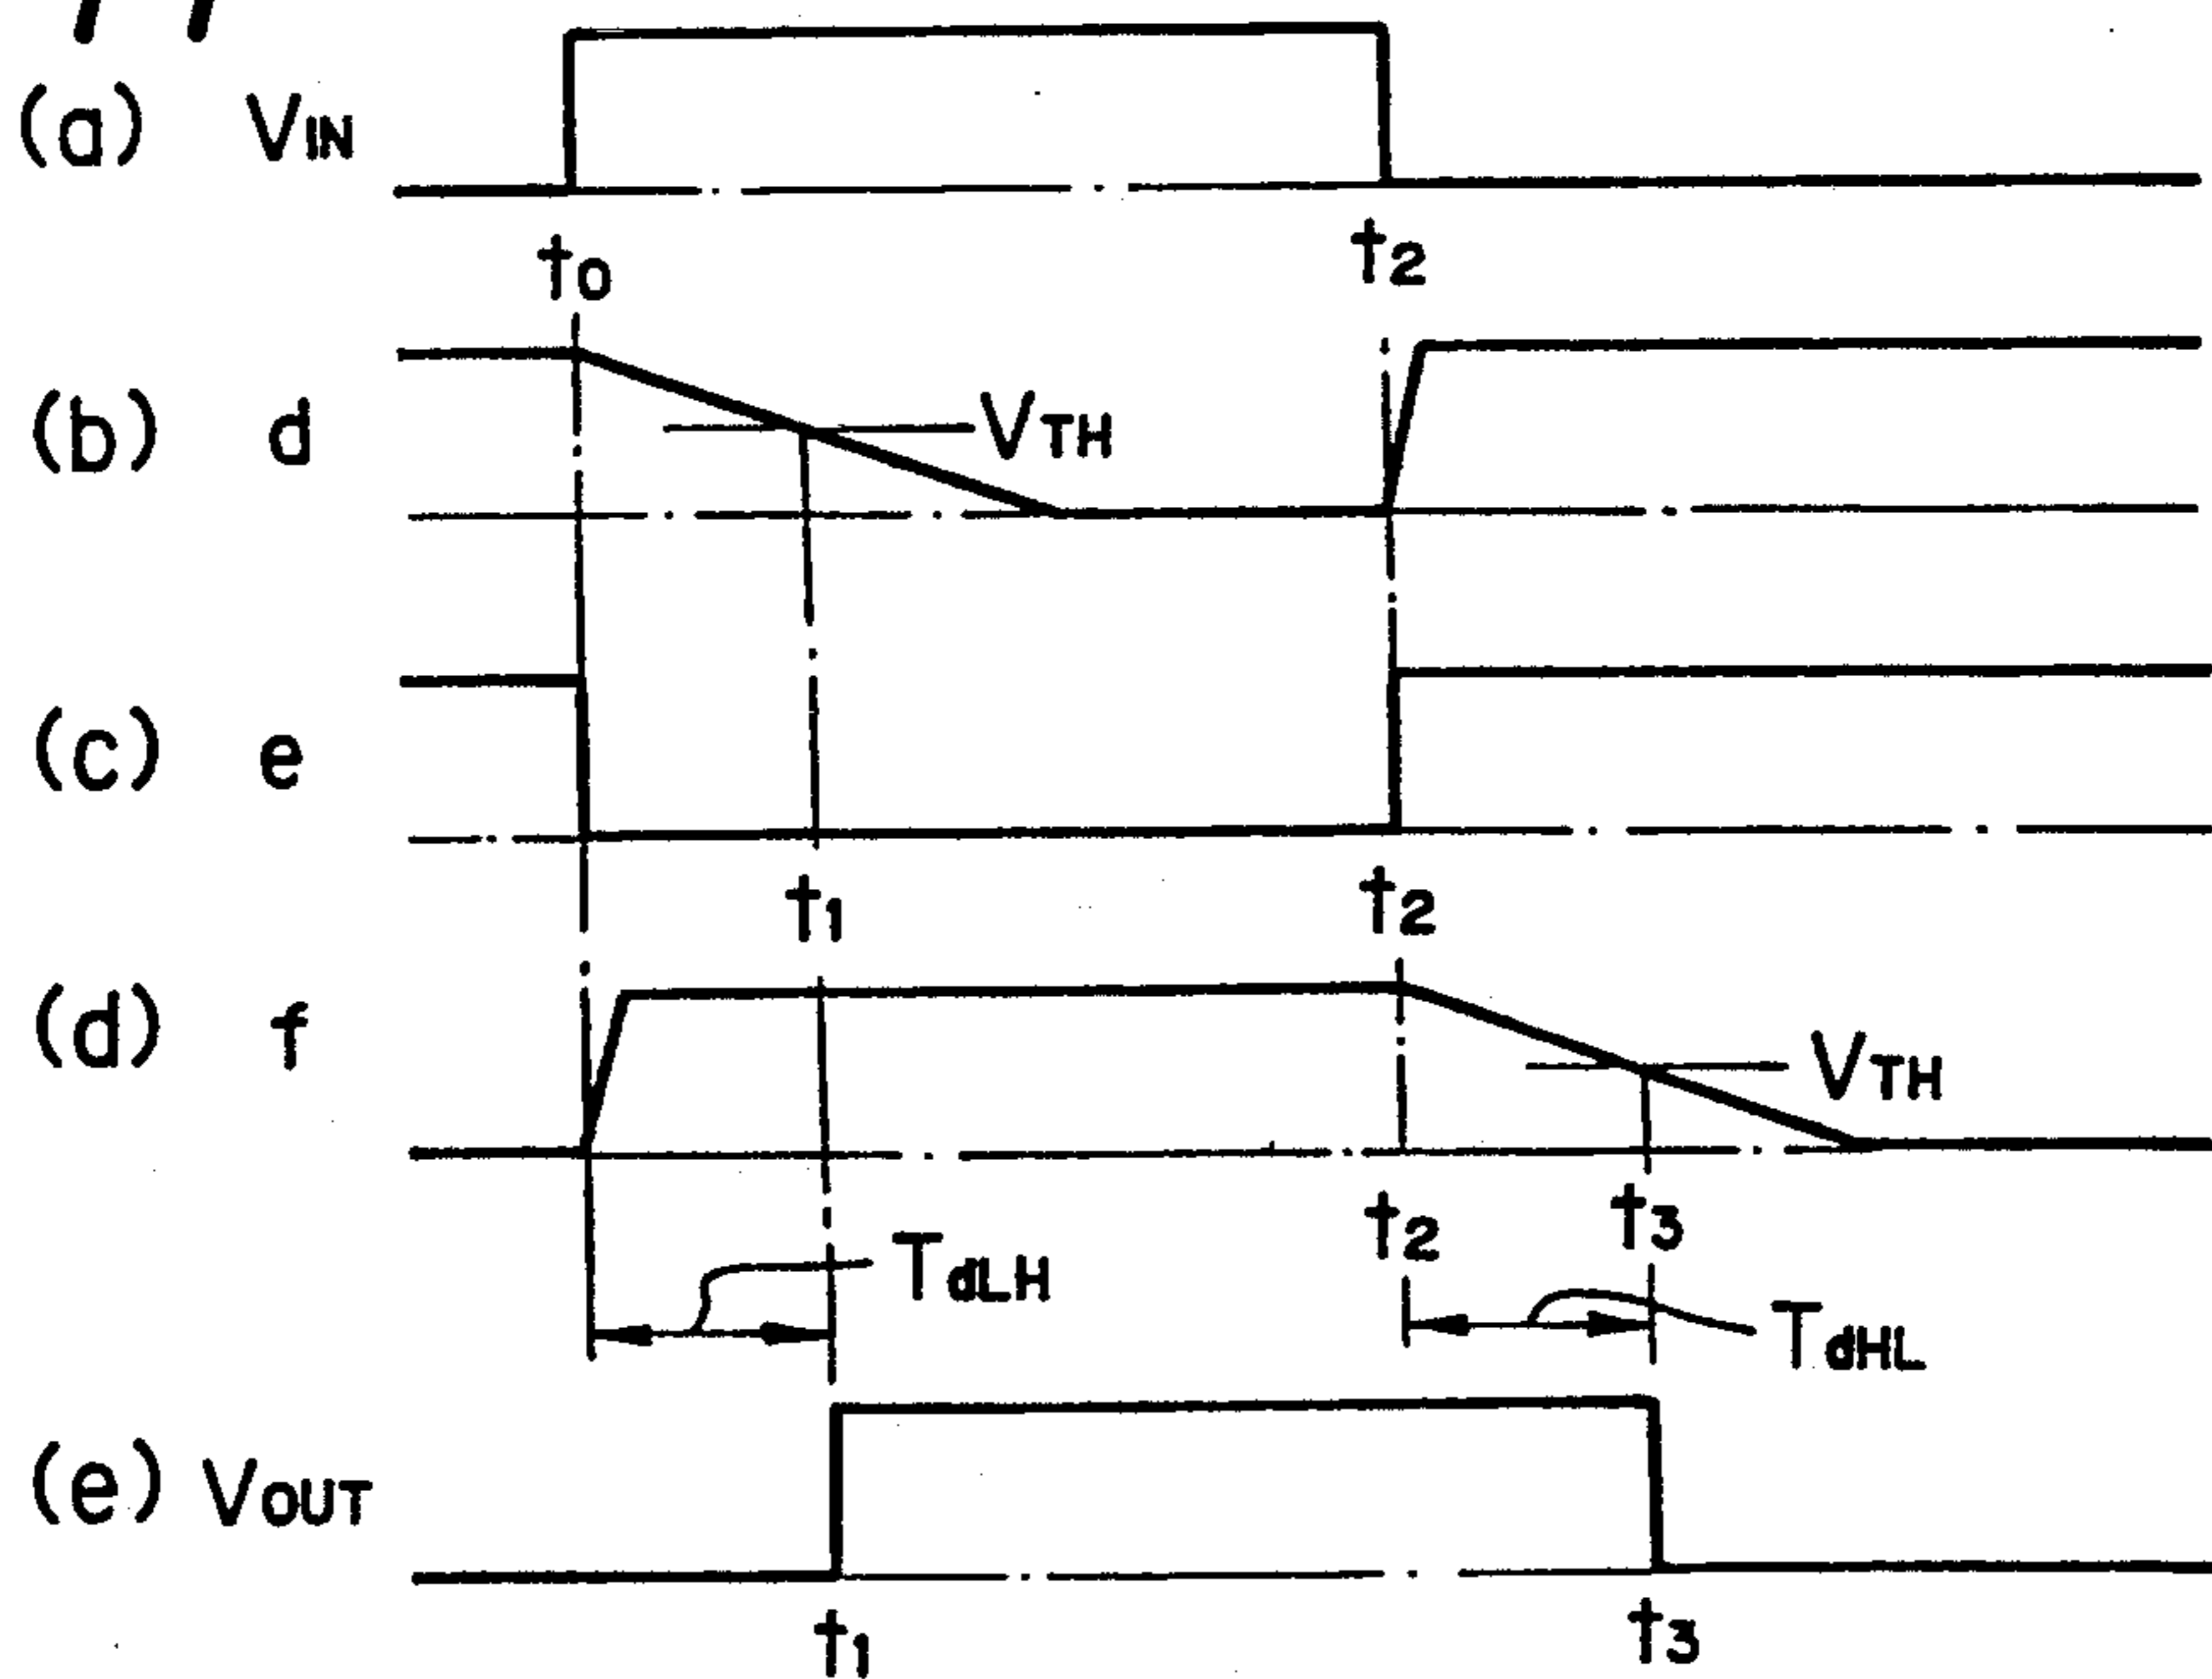 (a) VIN
t0 t2
(b) d VTH
(c) e
t1 t2
(d) f VTH
t2 t3
TdLH TdHL
(e) VOUT
t1 t3